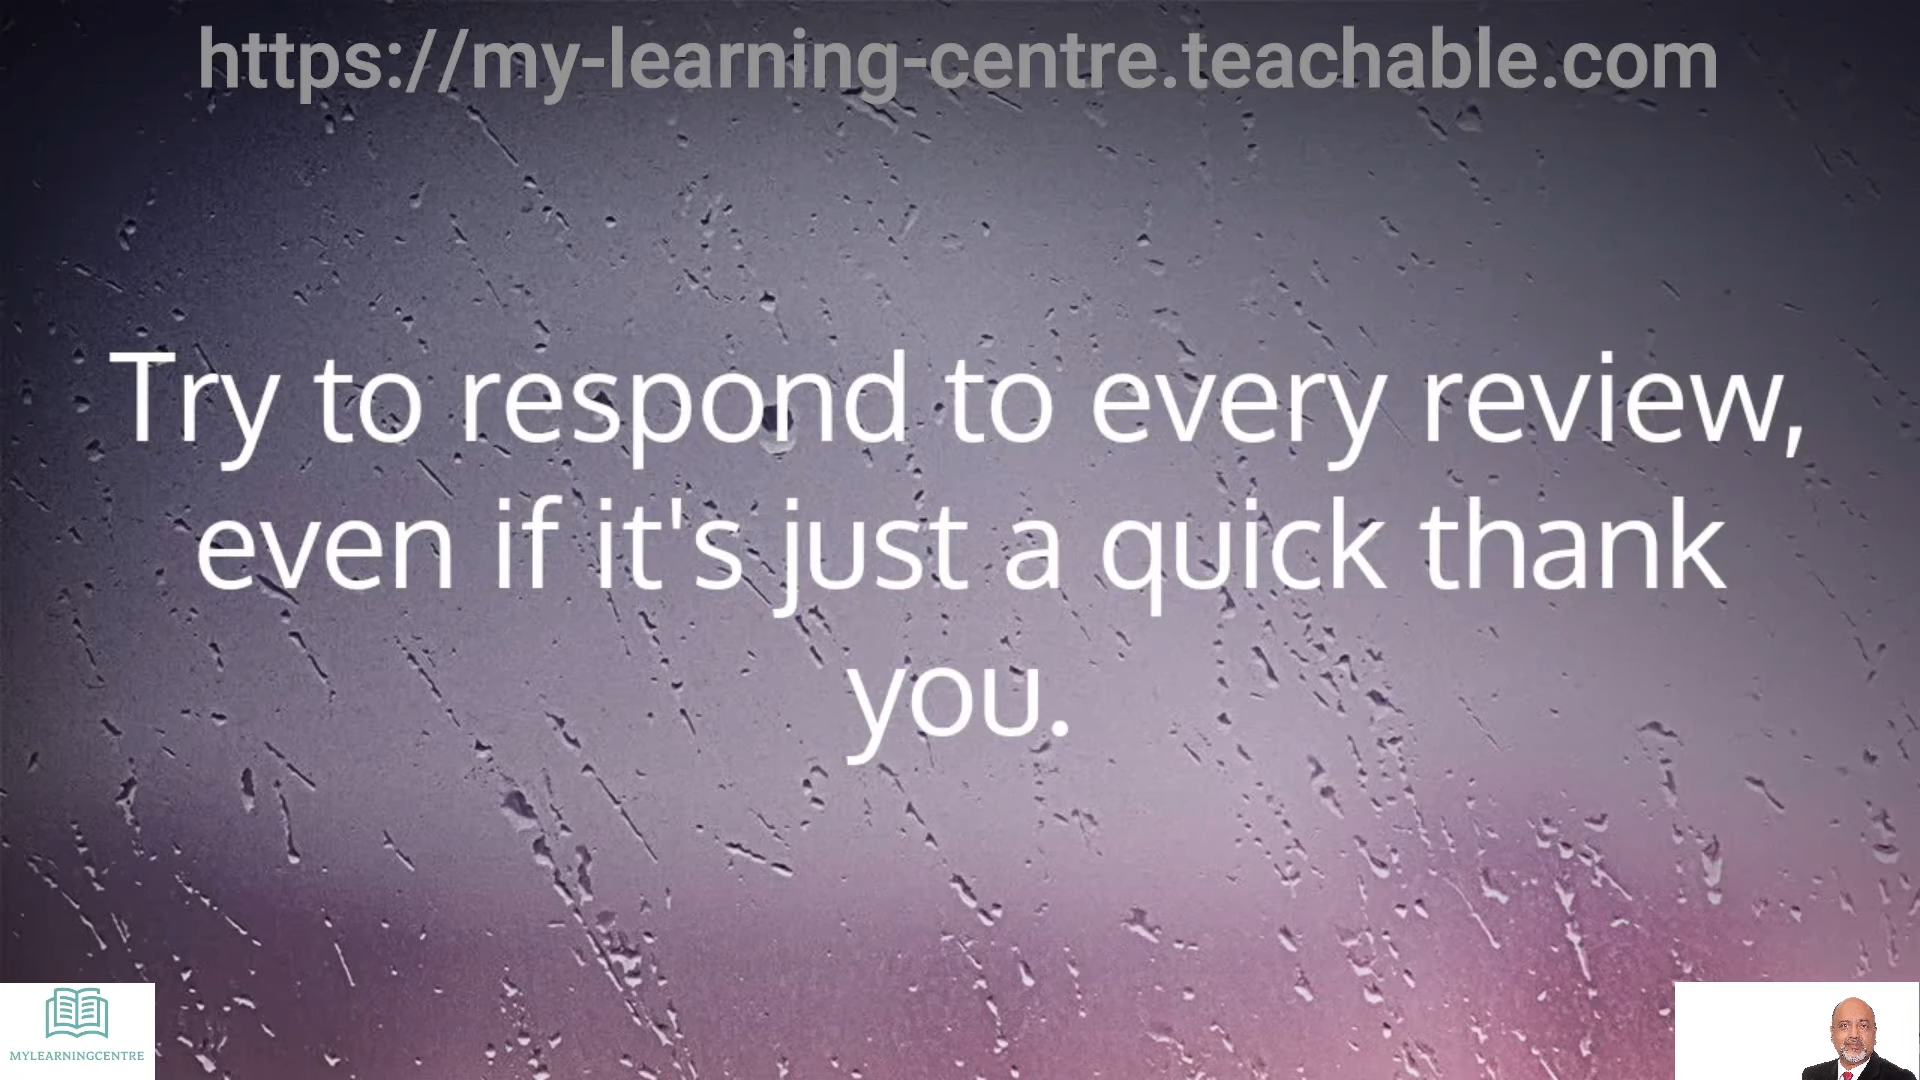 https://my-learning-centre.teachable.com
Try to respond to every review,
even if it's just a quick thank
you.
MYLEARNINGCENTRE